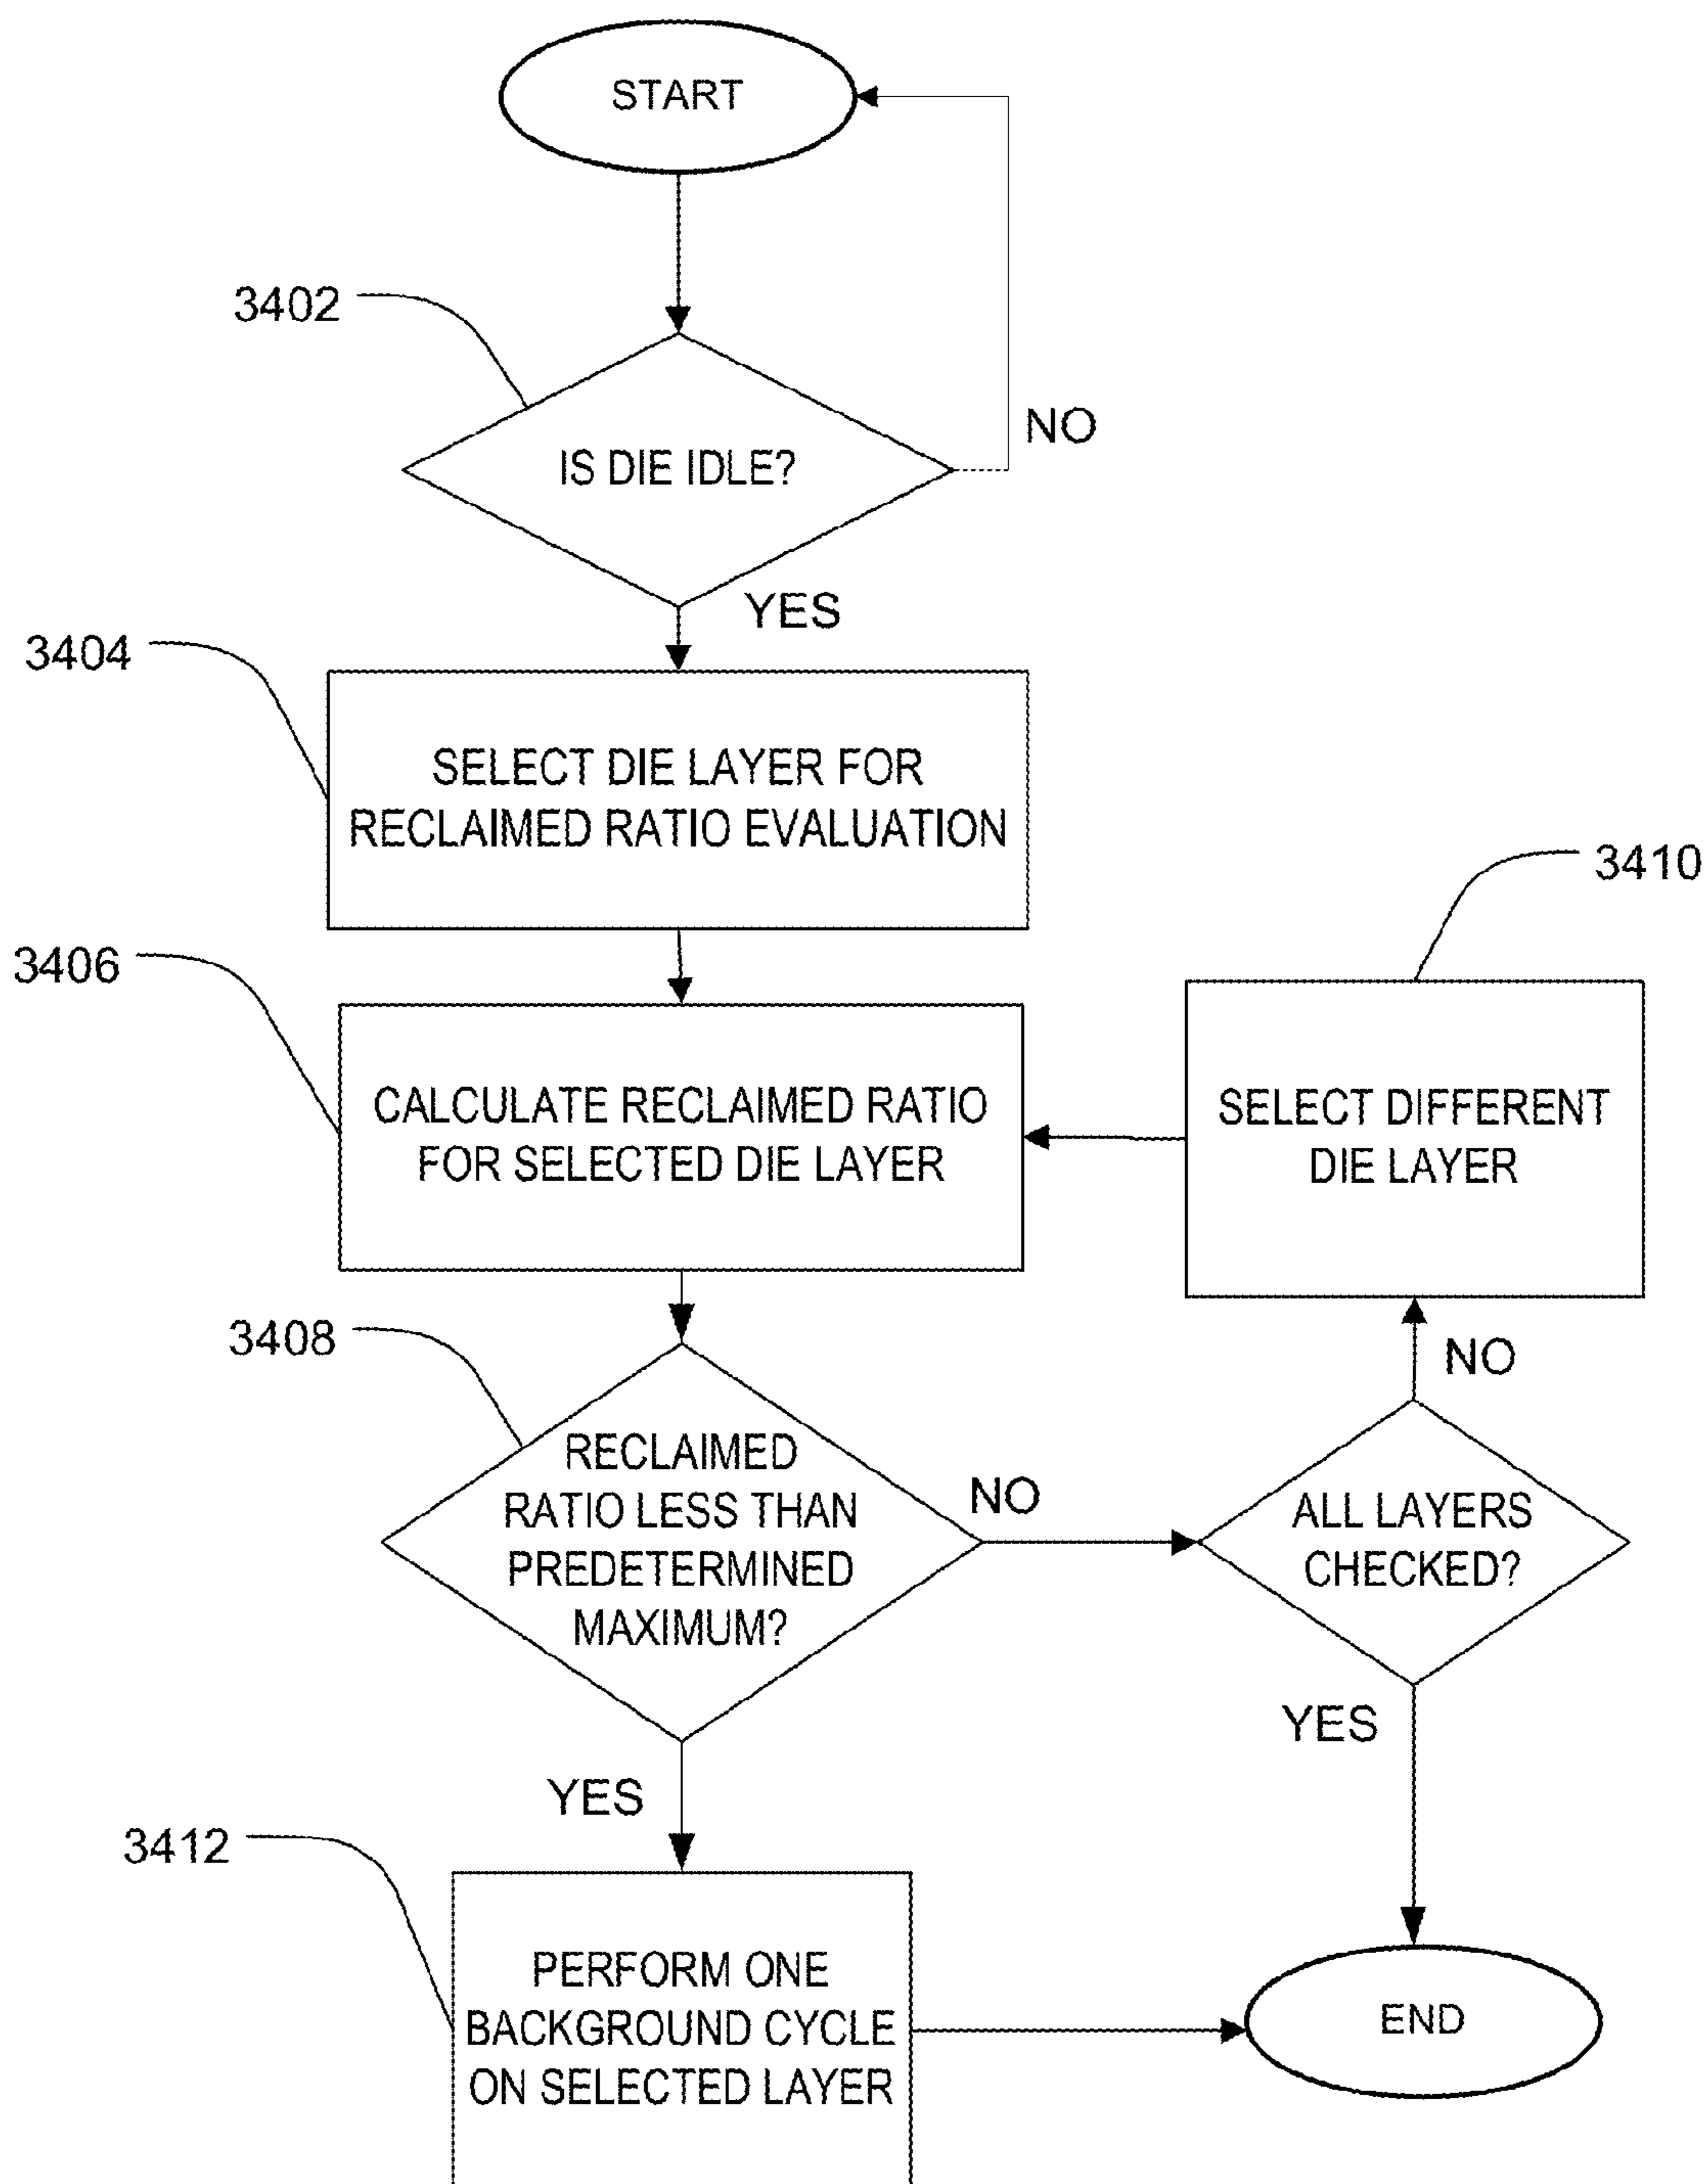 START
3402
NO
IS DIE IDLE?
YES
3404
SELECT DIE LAYER FOR
RECLAIMED RATIO EVALUATION
3410
3406
CALCULATE RECLAIMED RATIO
FOR SELECTED DIE LAYER
SELECT DIFFERENT
DIE LAYER
3408
NO
RECLAIMED
RATIO LESS THAN
PREDETERMINED
MAXIMUM?
NO
ALL LAYERS
CHECKED?
YES
YES
3412
PERFORM ONE
BACKGROUND CYCLE
ON SELECTED LAYER
END